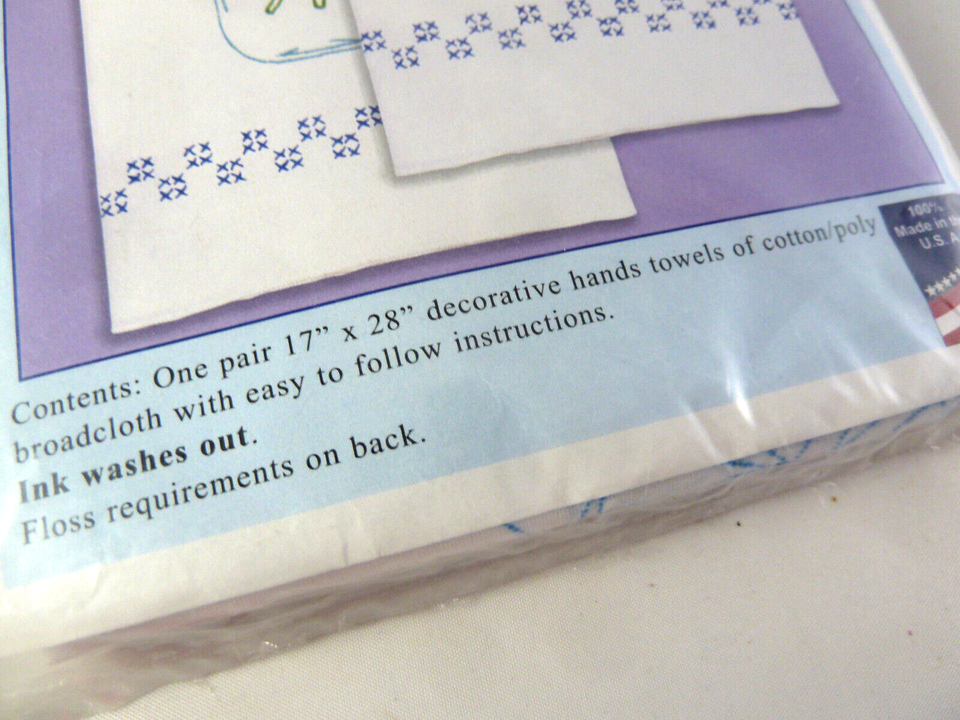 100%
Made in the
U.S.A
Contents: One pair 17” x 28” decorative hands towels of cotton/poly
broadcloth with easy to follow instructions.
Ink washes out.
Floss requirements on back.